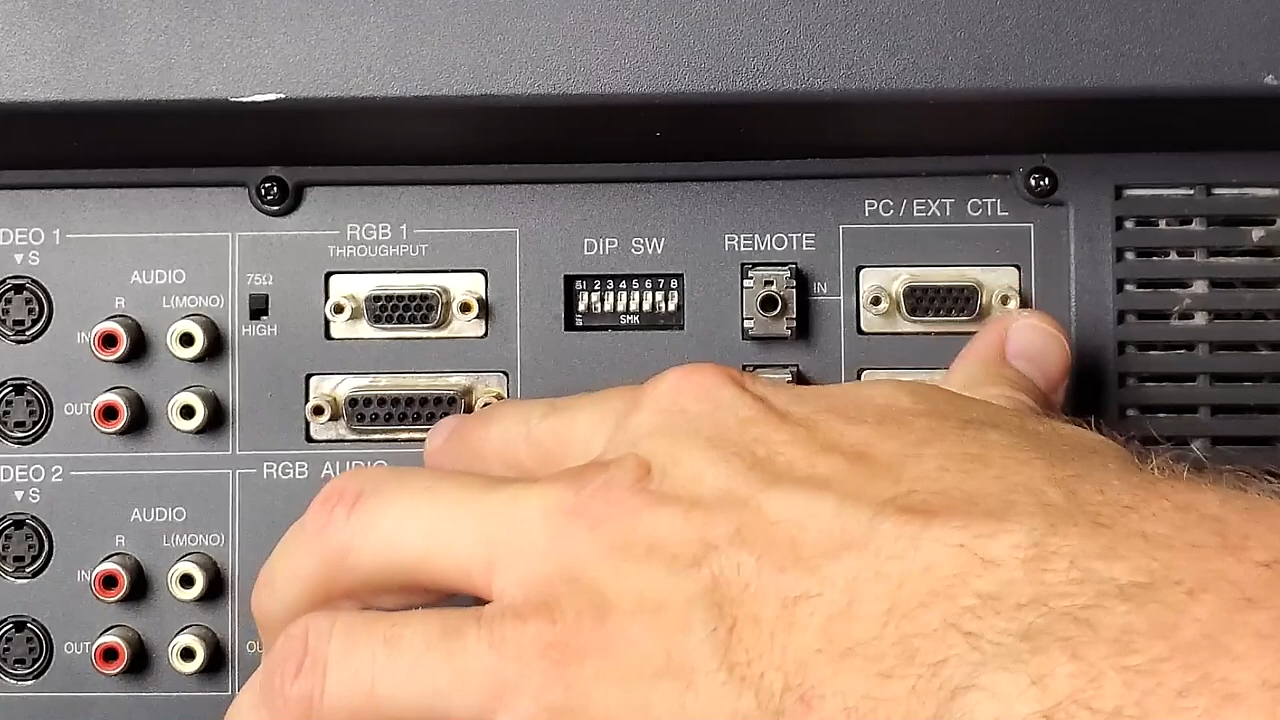 DEO 1
▼S
AUDIO
R L(MONO)
IN
OUT
DEO 2
▼S
AUDIO
R L(MONO)
IN
OUT
RGB 1
THROUGHPUT
75Ω
HIGH
RGB AUDIO
OU
DIP SW
1 2 3 4 5 6 7 8
SMK
REMOTE
IN
PC / EXT CTL